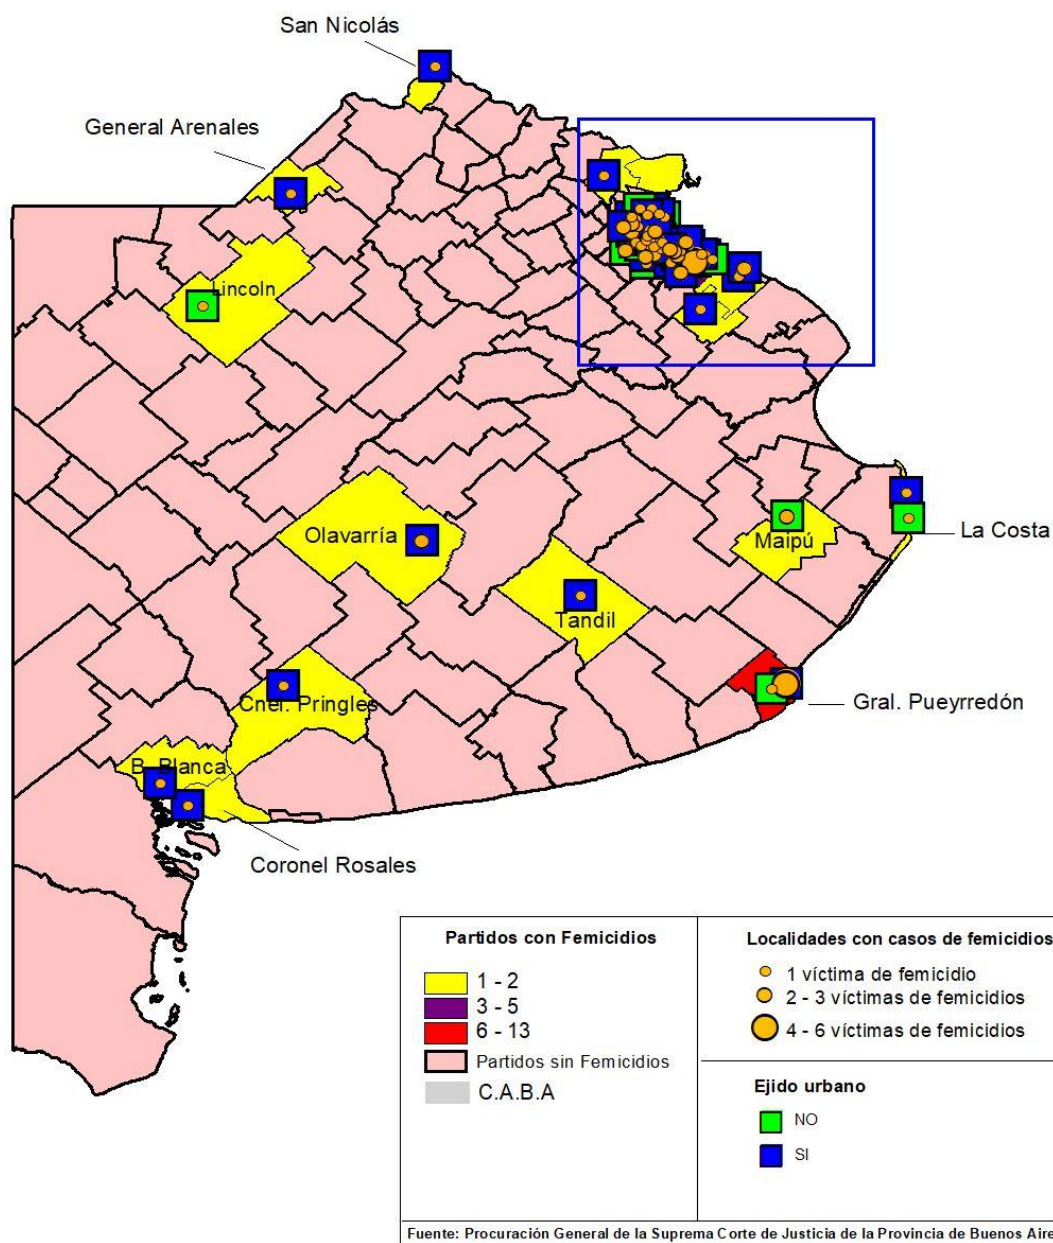 San Nicolás
General Arenales
Lincoln
Olavarría
Maipú
La Costa
Tandil
Cnel. Pringles
Gral. Pueyrredón
B. Blanca
Coronel Rosales
Partidos con Femicidios
1 - 2
3 - 5
6 - 13
Partidos sin Femicidios
C.A.B.A
Localidades con casos de femicidios
1 víctima de femicidio
2 - 3 víctimas de femicidios
4 - 6 víctimas de femicidios
Ejido urbano
NO
SI
Fuente: Procuración General de la Suprema Corte de Justicia de la Provincia de Buenos Aire